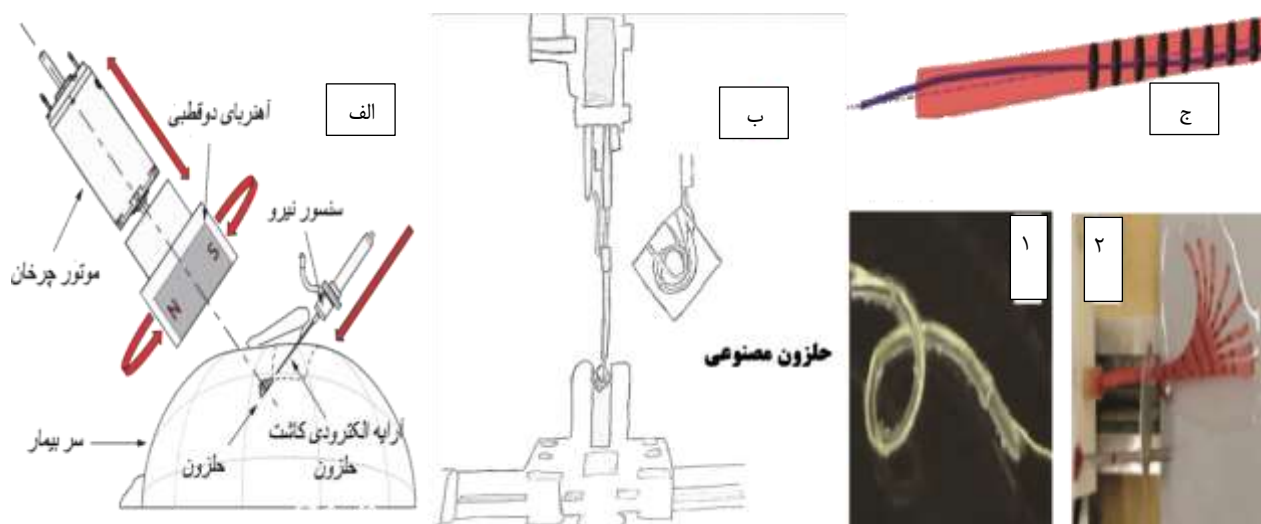 الف
آهنربای دوقطبی
سنسور نیرو
موتور چرخان
S
N
سر بیمار
حلزون
آرایه الکترودی کاشت
حلزون
ب
حلزون مصنوعی
ج
۱
۲